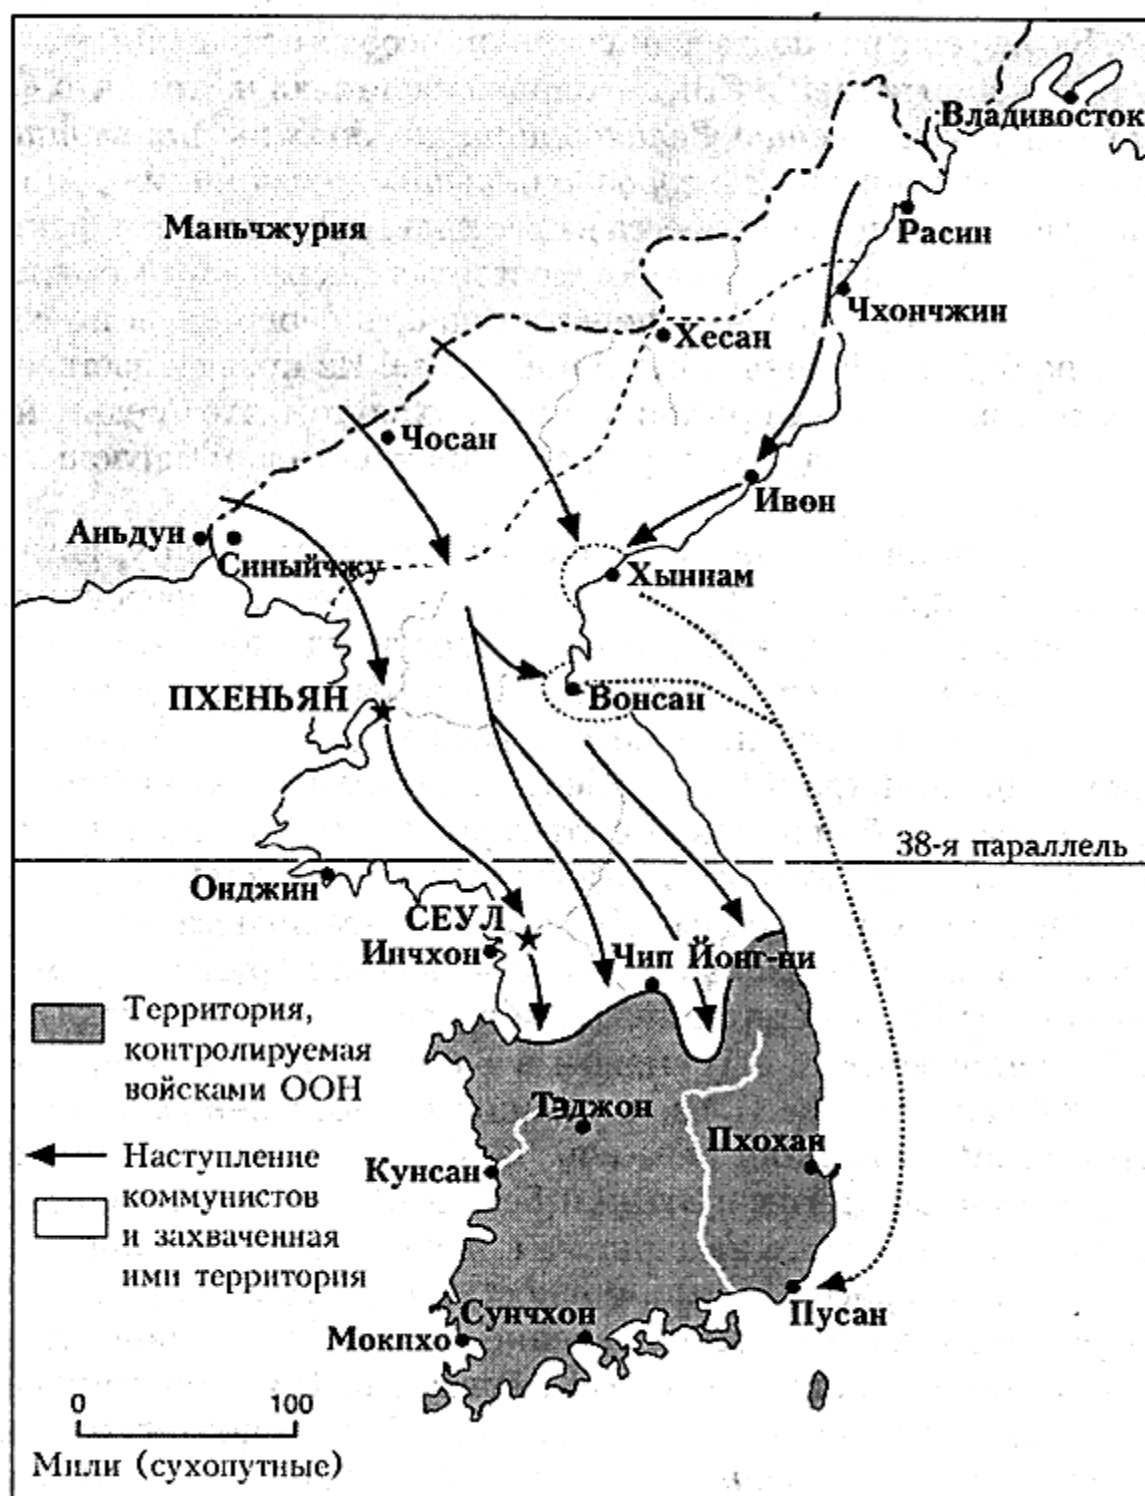 Владивосток
Маньчжурия
Расин
Чхончжин
Хесан
Чосан
Ивон
Аньдун
Синыйчжу
Хыннам
ПХЕНЬЯН
Вонсан
38-я параллель
Онджин
СЕУЛ
Инчхон
Чип Йонг-ни
Территория,
контролируемая
войсками ООН
Тэджон
Пхохан
Наступление
коммунистов
и захваченная
ими территория
Кунсан
Сунчхон
Пусан
Мокпхо
0 100
Мили (сухопутные)